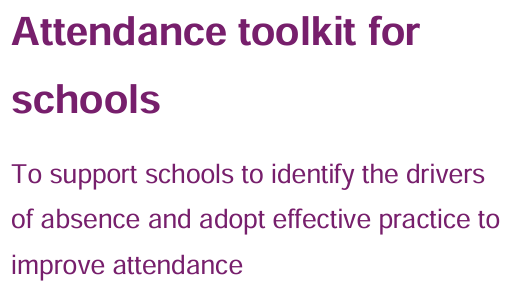 Attendance toolkit for
schools
To support schools to identify the drivers
of absence and adopt effective practice to
improve attendance